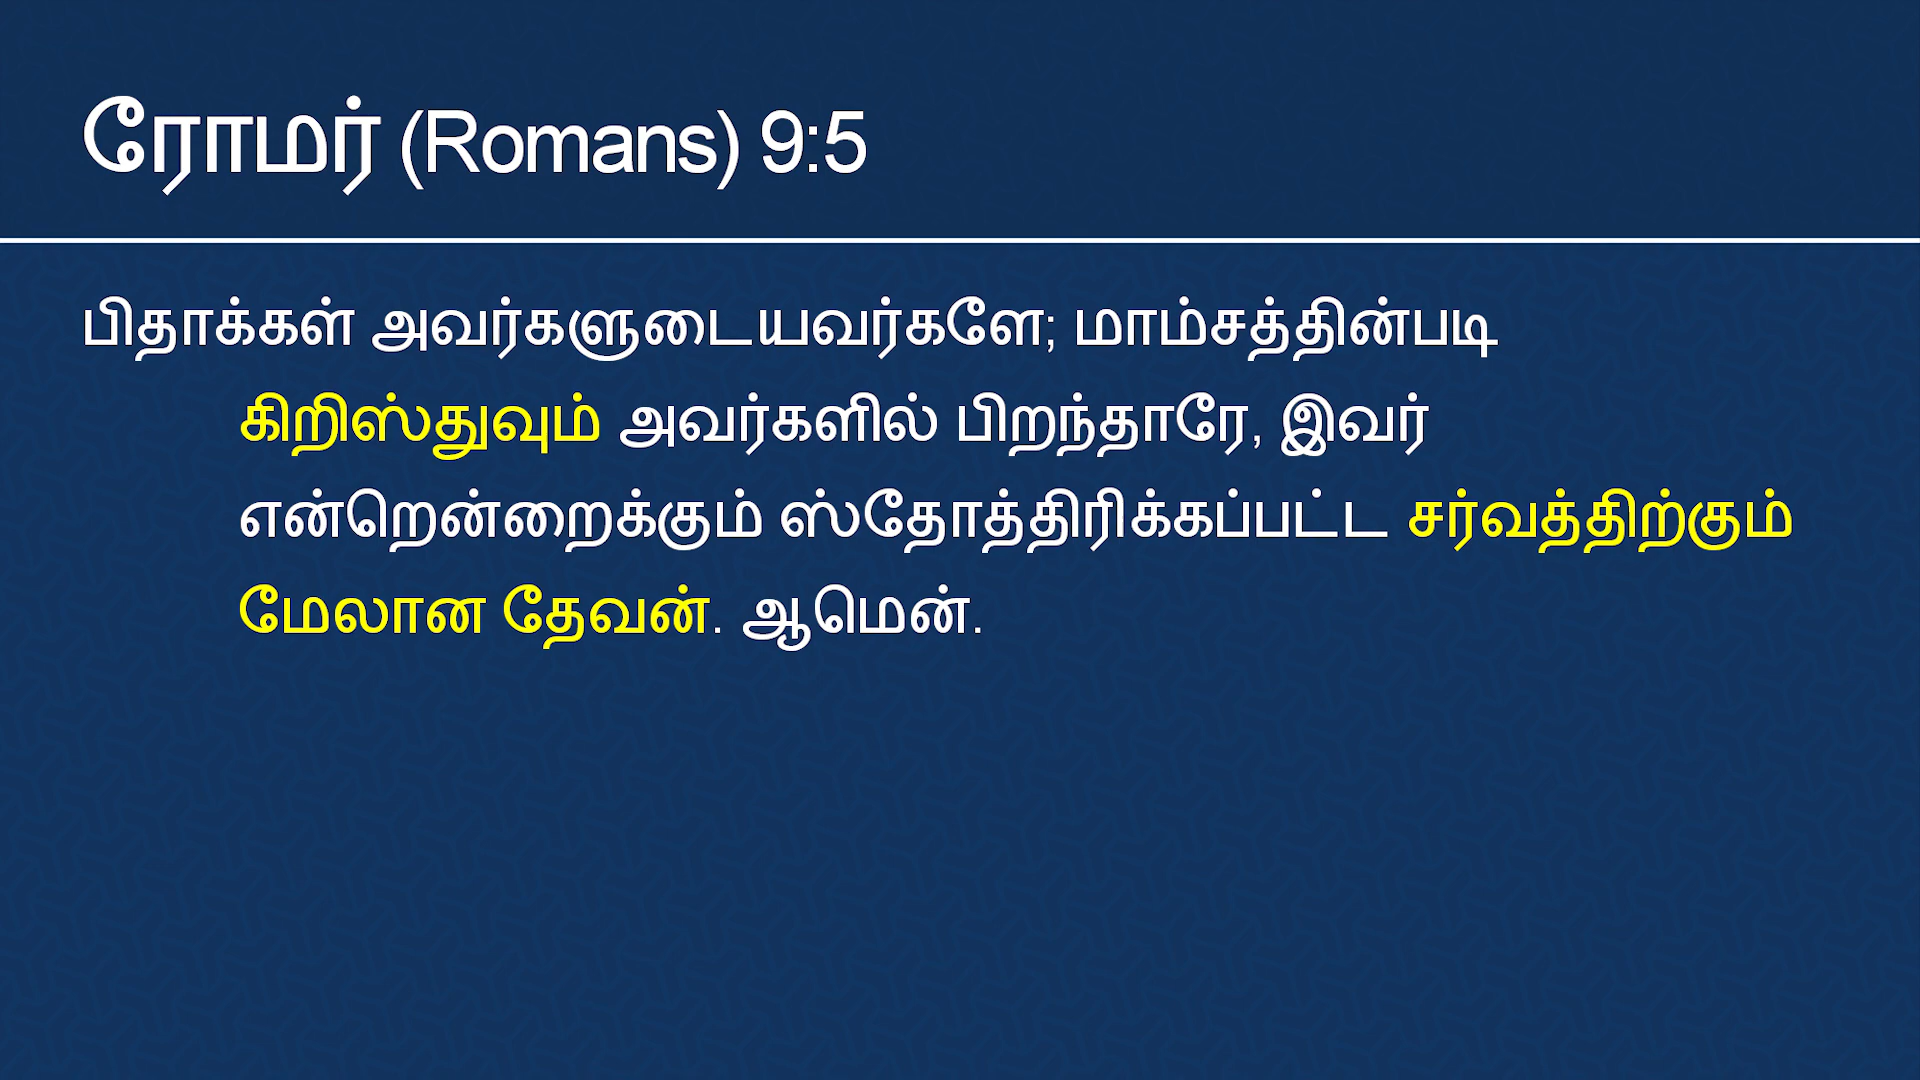 ரோமர் (Romans) 9:5
பிதாக்கள் அவர்களுடையவர்களே; மாம்சத்தின்படி
கிறிஸ்துவும் அவர்களில் பிறந்தாரே, இவர்
என்றென்றைக்கும் ஸ்தோத்திரிக்கப்பட்ட சர்வத்திற்கும்
மேலான தேவன். ஆமென்.